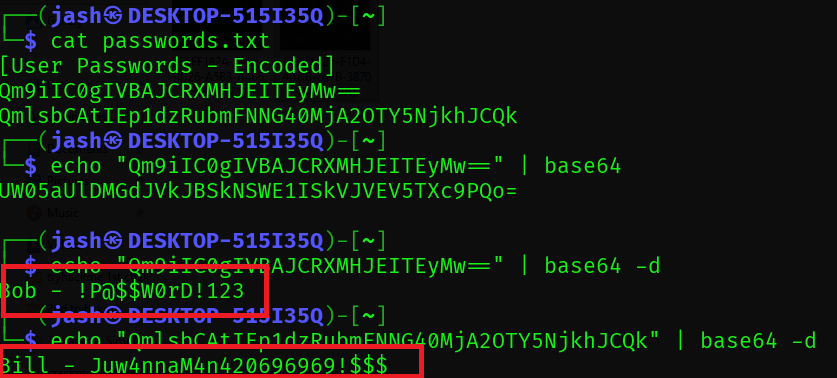 ┌──(jash㉿DESKTOP-515I35Q)-[~]
└─$ cat passwords.txt
[User Passwords - Encoded]
Qm9iIC0gIVBAJCRXMHJEITEyMw==
QmlsbCAtIEp1dzRubmFNNG40MjA2OTY5NjkhJCQk
┌──(jash㉿DESKTOP-515I35Q)-[~]
└─$ echo "Qm9iIC0gIVBAJCRXMHJEITEyMw==" | base64
UW05aUlDMGdJVkJBSkNSWE1ISkVJVEV5TXc9PQo=
Music
┌──(jash㉿DESKTOP-515I35Q)-[~]
└─$ echo "Qm9iIC0gIVBAJCRXMHJEITEyMw==" | base64 -d
Bob - !P@$$W0rD!123
┌──(jash㉿DESKTOP-515I35Q)-[~]
└─$ echo "QmlsbCAtIEp1dzRubmFNNG40MjA2OTY5NjkhJCQk" | base64 -d
Bill - Juw4nnaM4n420696969!$$$